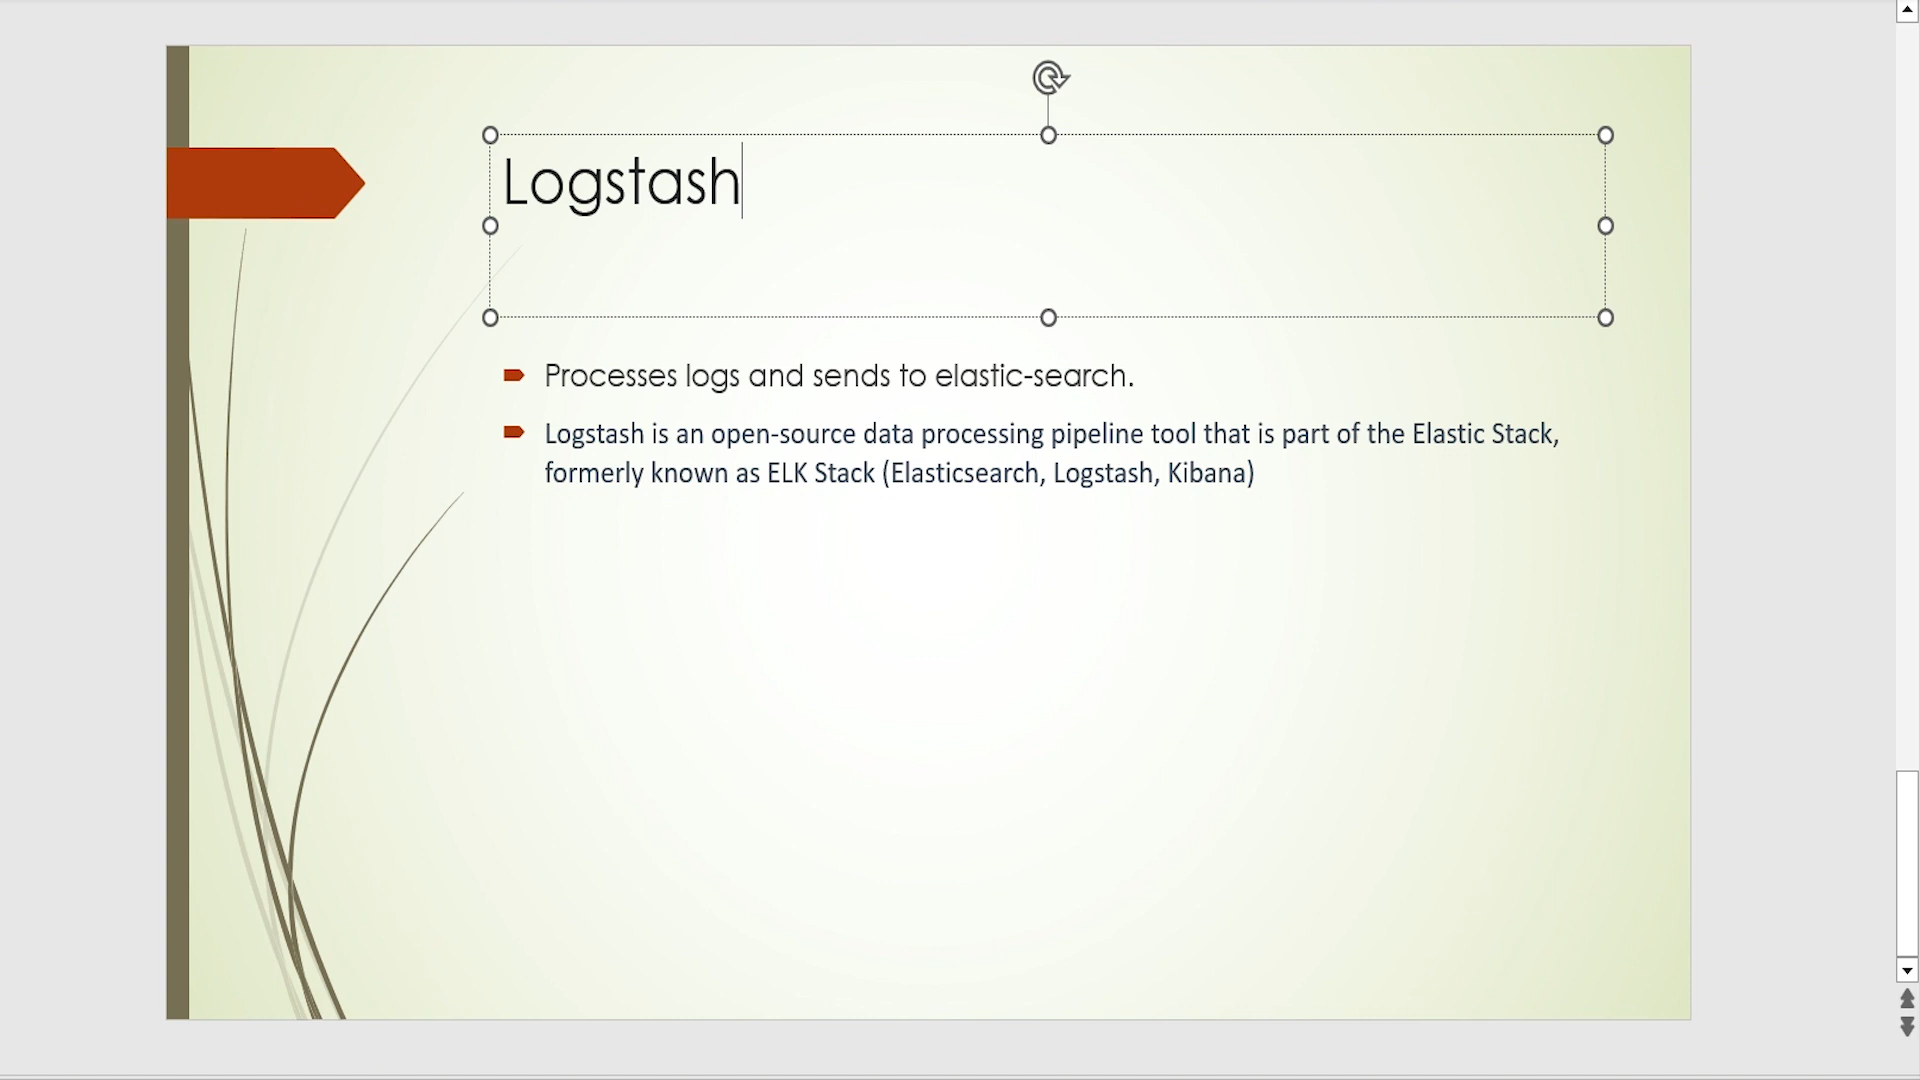 Logstash
Processes logs and sends to elastic-search.
Logstash is an open-source data processing pipeline tool that is part of the Elastic Stack,
formerly known as ELK Stack (Elasticsearch, Logstash, Kibana)